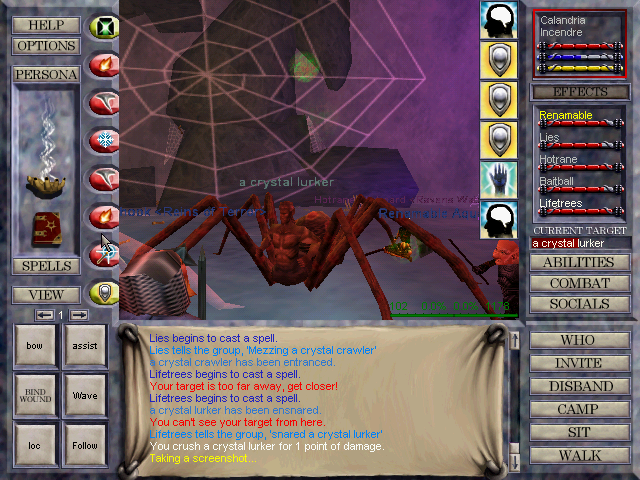 HELP
OPTIONS
PERSONA
SPELLS
VIEW
1
bow
assist
BIND
WOUND
Wave
loc
Follow
a crystal lurker
Lies begins to cast a spell.
Lies tells the group, 'Mezzing a crystal crawler'
a crystal crawler has been entranced.
Lifetrees begins to cast a spell.
Your target is too far away, get closer!
Lifetrees begins to cast a spell.
a crystal lurker has been ensnared.
You can't see your target from here.
Lifetrees tells the group, 'snared a crystal lurker'
You crush a crystal lurker for 1 point of damage.
Taking a screenshot...
Calandria
Incendre
EFFECTS
Renamable
Lies
Hotrane
Baitball
Lifetrees
CURRENT TARGET
a crystal lurker
ABILITIES
COMBAT
SOCIALS
WHO
INVITE
DISBAND
CAMP
SIT
WALK